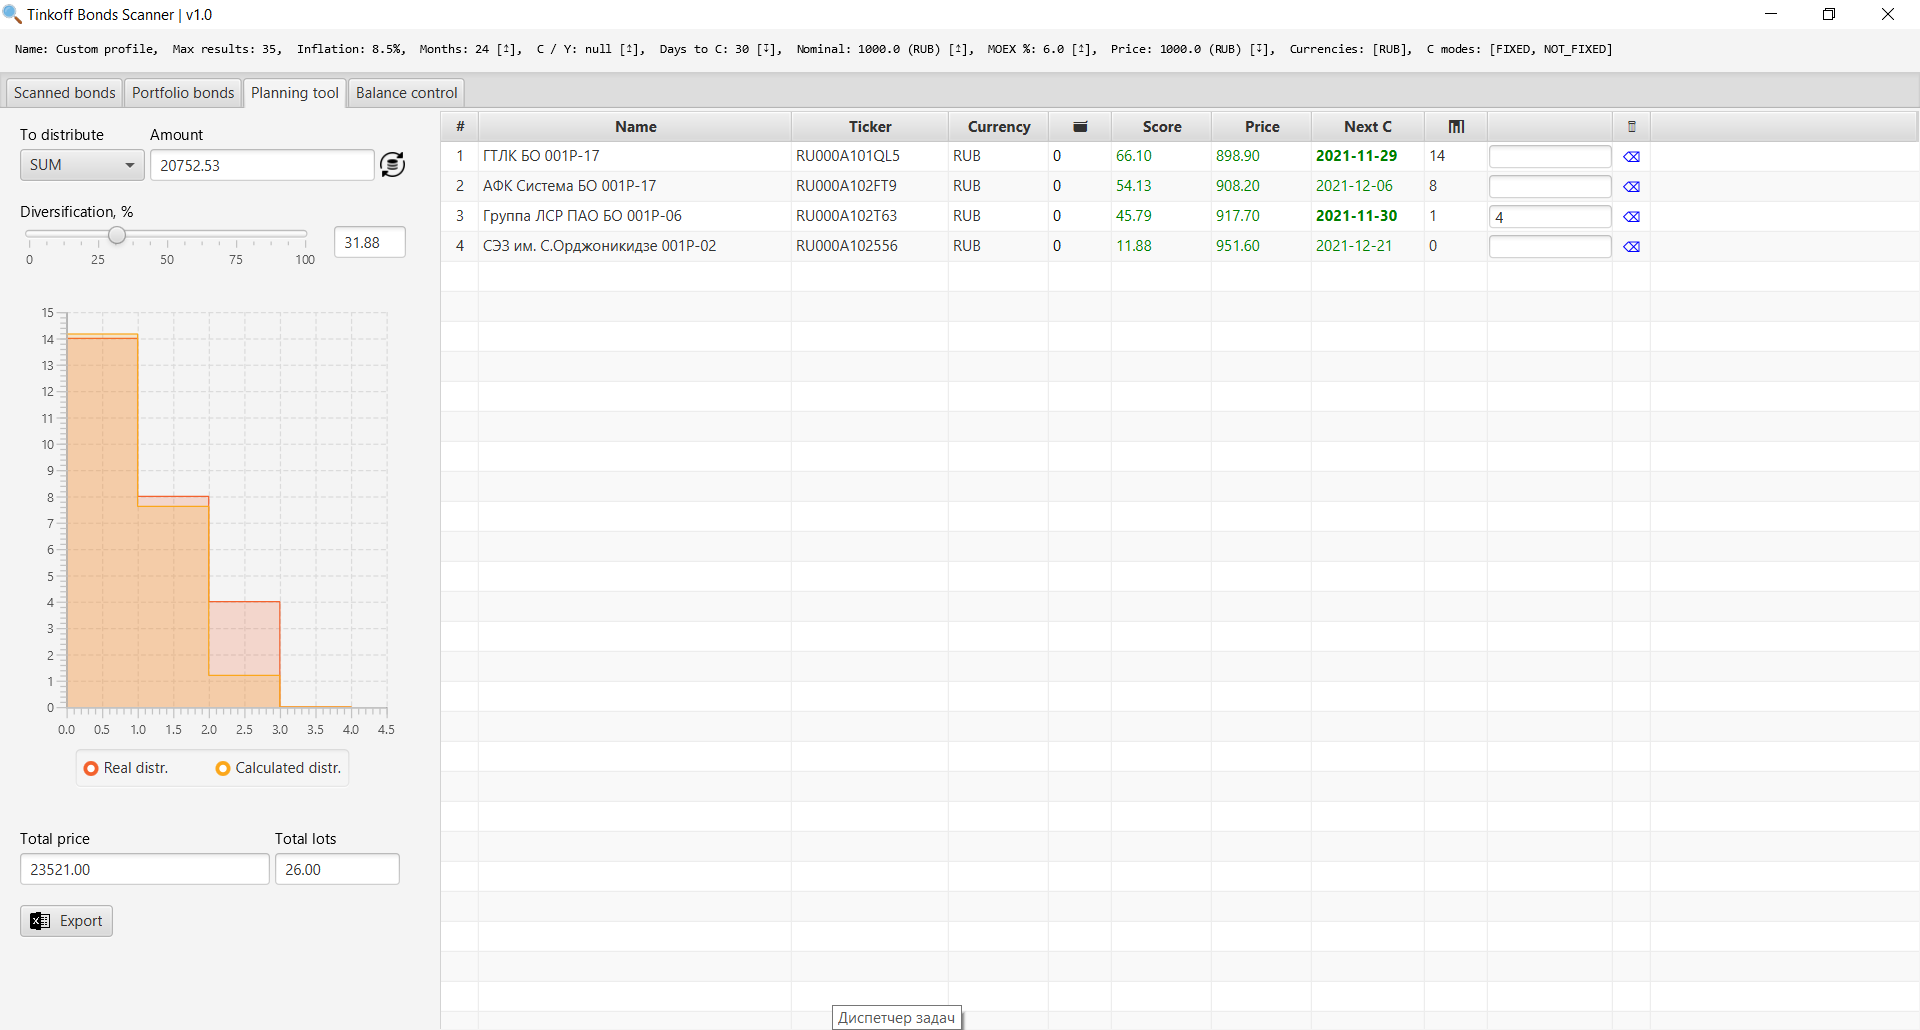 Tinkoff Bonds Scanner | v1.0
Name: Custom profile, Max results: 35, Inflation: 8.5%, Months: 24 [↥], C / Y: null [↥], Days to C: 30 [↧], Nominal: 1000.0 (RUB) [↥], MOEX %: 6.0 [↥], Price: 1000.0 (RUB) [↧], Currencies: [RUB], C modes: [FIXED, NOT_FIXED]
Scanned bonds Portfolio bonds Planning tool Balance control
To distribute Amount
SUM 20752.53
Diversification, %
31.88
0 25 50 75 100
15
14
13
12
11
10
9
8
7
6
5
4
3
2
1
0
0.0 0.5 1.0 1.5 2.0 2.5 3.0 3.5 4.0 4.5
Real distr. Calculated distr.
Total price Total lots
23521.00 26.00
Export
# Name Ticker Currency Score Price Next C
1 ГТЛК БО 001P-17 RU000A101QL5 RUB 0 66.10 898.90 2021-11-29 14
2 АФК Система БО 001P-17 RU000A102FT9 RUB 0 54.13 908.20 2021-12-06 8
3 Группа ЛСР ПАО БО 001P-06 RU000A102T63 RUB 0 45.79 917.70 2021-11-30 1 4
4 СЭЗ им. С.Орджоникидзе 001P-02 RU000A102556 RUB 0 11.88 951.60 2021-12-21 0
Диспетчер задач